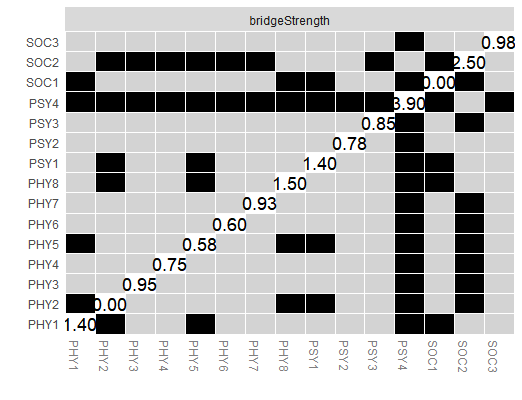 bridgeStrength
SOC3 0.98
SOC2 2.50
SOC1 0.00
PSY4 3.90
PSY3 0.85
PSY2 0.78
PSY1 1.40
PHY8 1.50
PHY7 0.93
PHY6 0.60
PHY5 0.58
PHY4 0.75
PHY3 0.95
PHY2 0.00
PHY1 1.40
PHY1 PHY2 PHY3 PHY4 PHY5 PHY6 PHY7 PHY8 PSY1 PSY2 PSY3 PSY4 SOC1 SOC2 SOC3